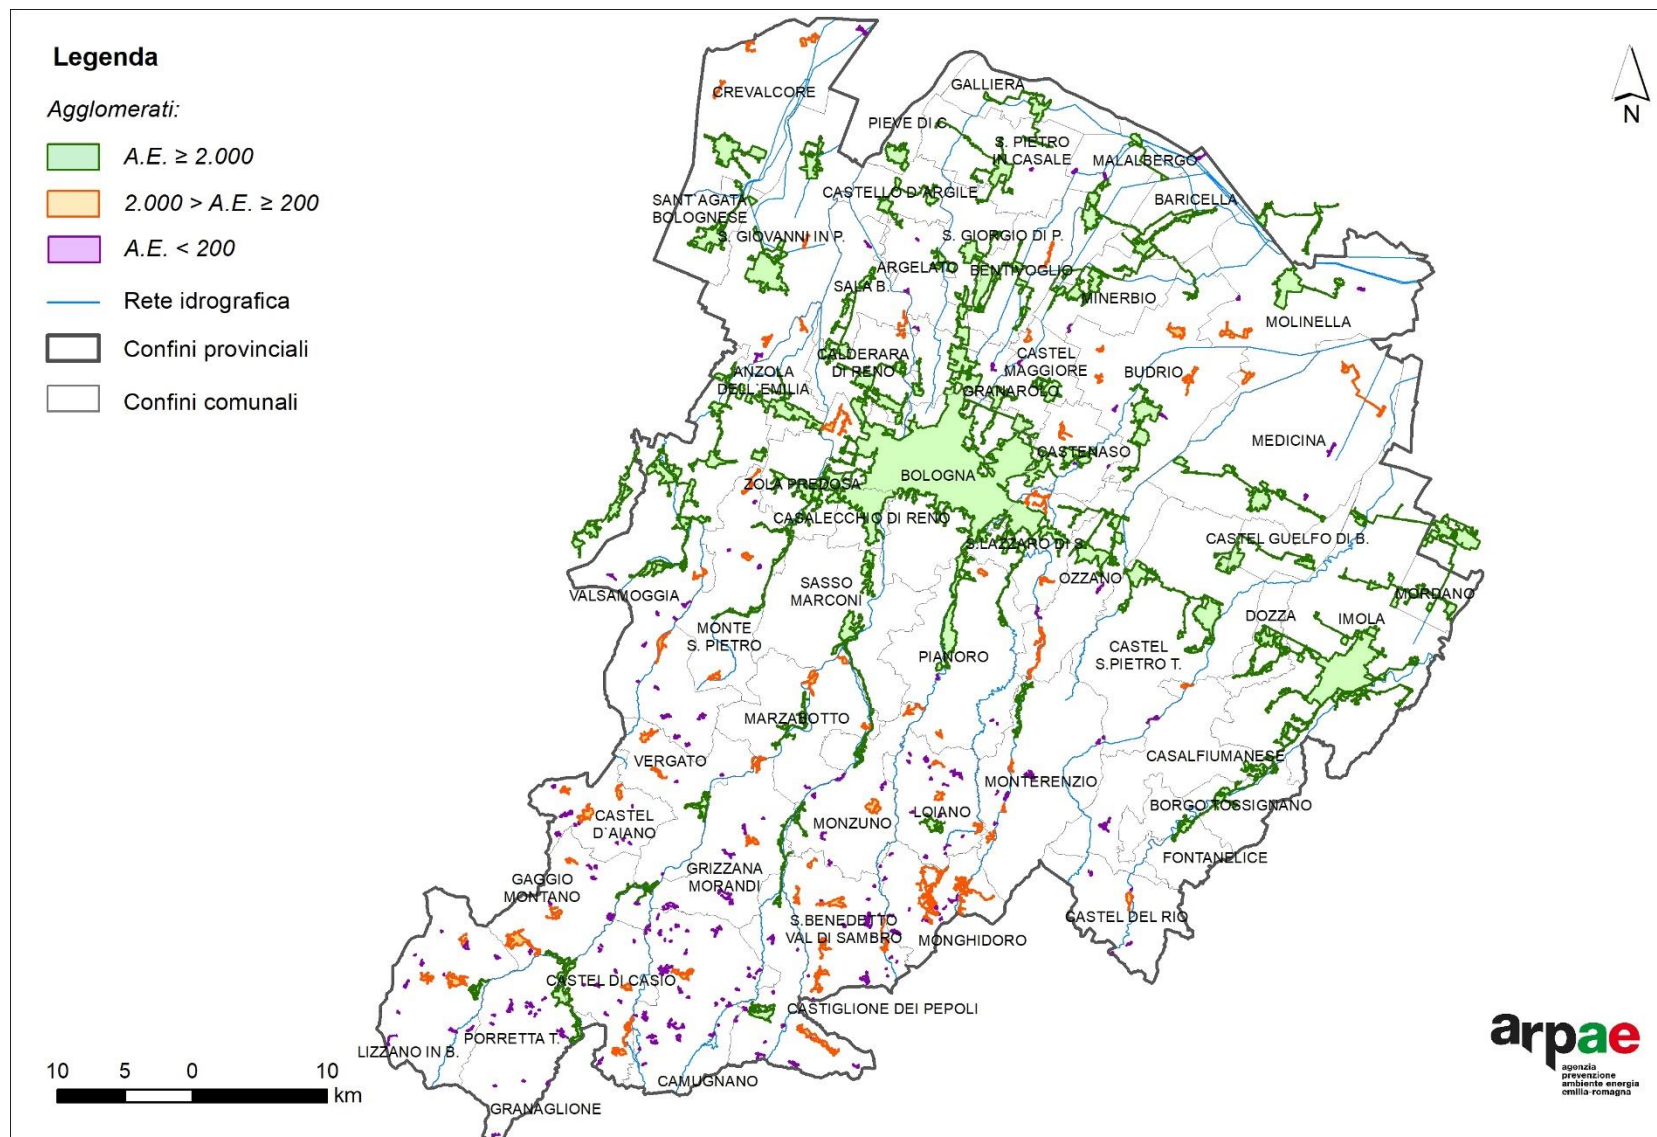 Legenda
Agglomerati:
A.E. ≥ 2.000
2.000 > A.E. ≥ 200
A.E. < 200
Rete idrografica
Confini provinciali
Confini comunali
N
GALLIERA
CREVALCORE
PIEVE DI C.
S. PIETRO
IN CASALE
MALALBERGO
SANT'AGATA
BOLOGNESE
CASTELLO D'ARGILE
BARICELLA
S. GIOVANNI IN P.
S. GIORGIO DI P.
ARGELATO
BENTIVOGLIO
SALA B.
MINERBIO
MOLINELLA
CALDERARA
DI RENO
CASTEL
MAGGIORE
ANZOLA
DELL`EMILIA
BUDRIO
GRANAROLO
MEDICINA
CASTENASO
BOLOGNA
ZOLA PREDOSA
CASALECCHIO DI RENO
S.LAZZARO DI S.
CASTEL GUELFO DI B.
OZZANO
VALSAMOGGIA
SASSO
MARCONI
MORDANO
DOZZA
IMOLA
MONTE
S. PIETRO
PIANORO
CASTEL
S.PIETRO T.
MARZABOTTO
VERGATO
CASALFIUMANESE
MONTERENZIO
BORGO TOSSIGNANO
CASTEL
D`AIANO
MONZUNO
LOIANO
FONTANELICE
GAGGIO
MONTANO
GRIZZANA
MORANDI
S.BENEDETTO
VAL DI SAMBRO
MONGHIDORO
CASTEL DEL RIO
CASTEL DI CASIO
CASTIGLIONE DEI PEPOLI
PORRETTA T.
LIZZANO IN B.
CAMUGNANO
GRANAGLIONE
10 5 0 10
km
arpae
agenzia
prevenzione
ambiente energia
emilia-romagna